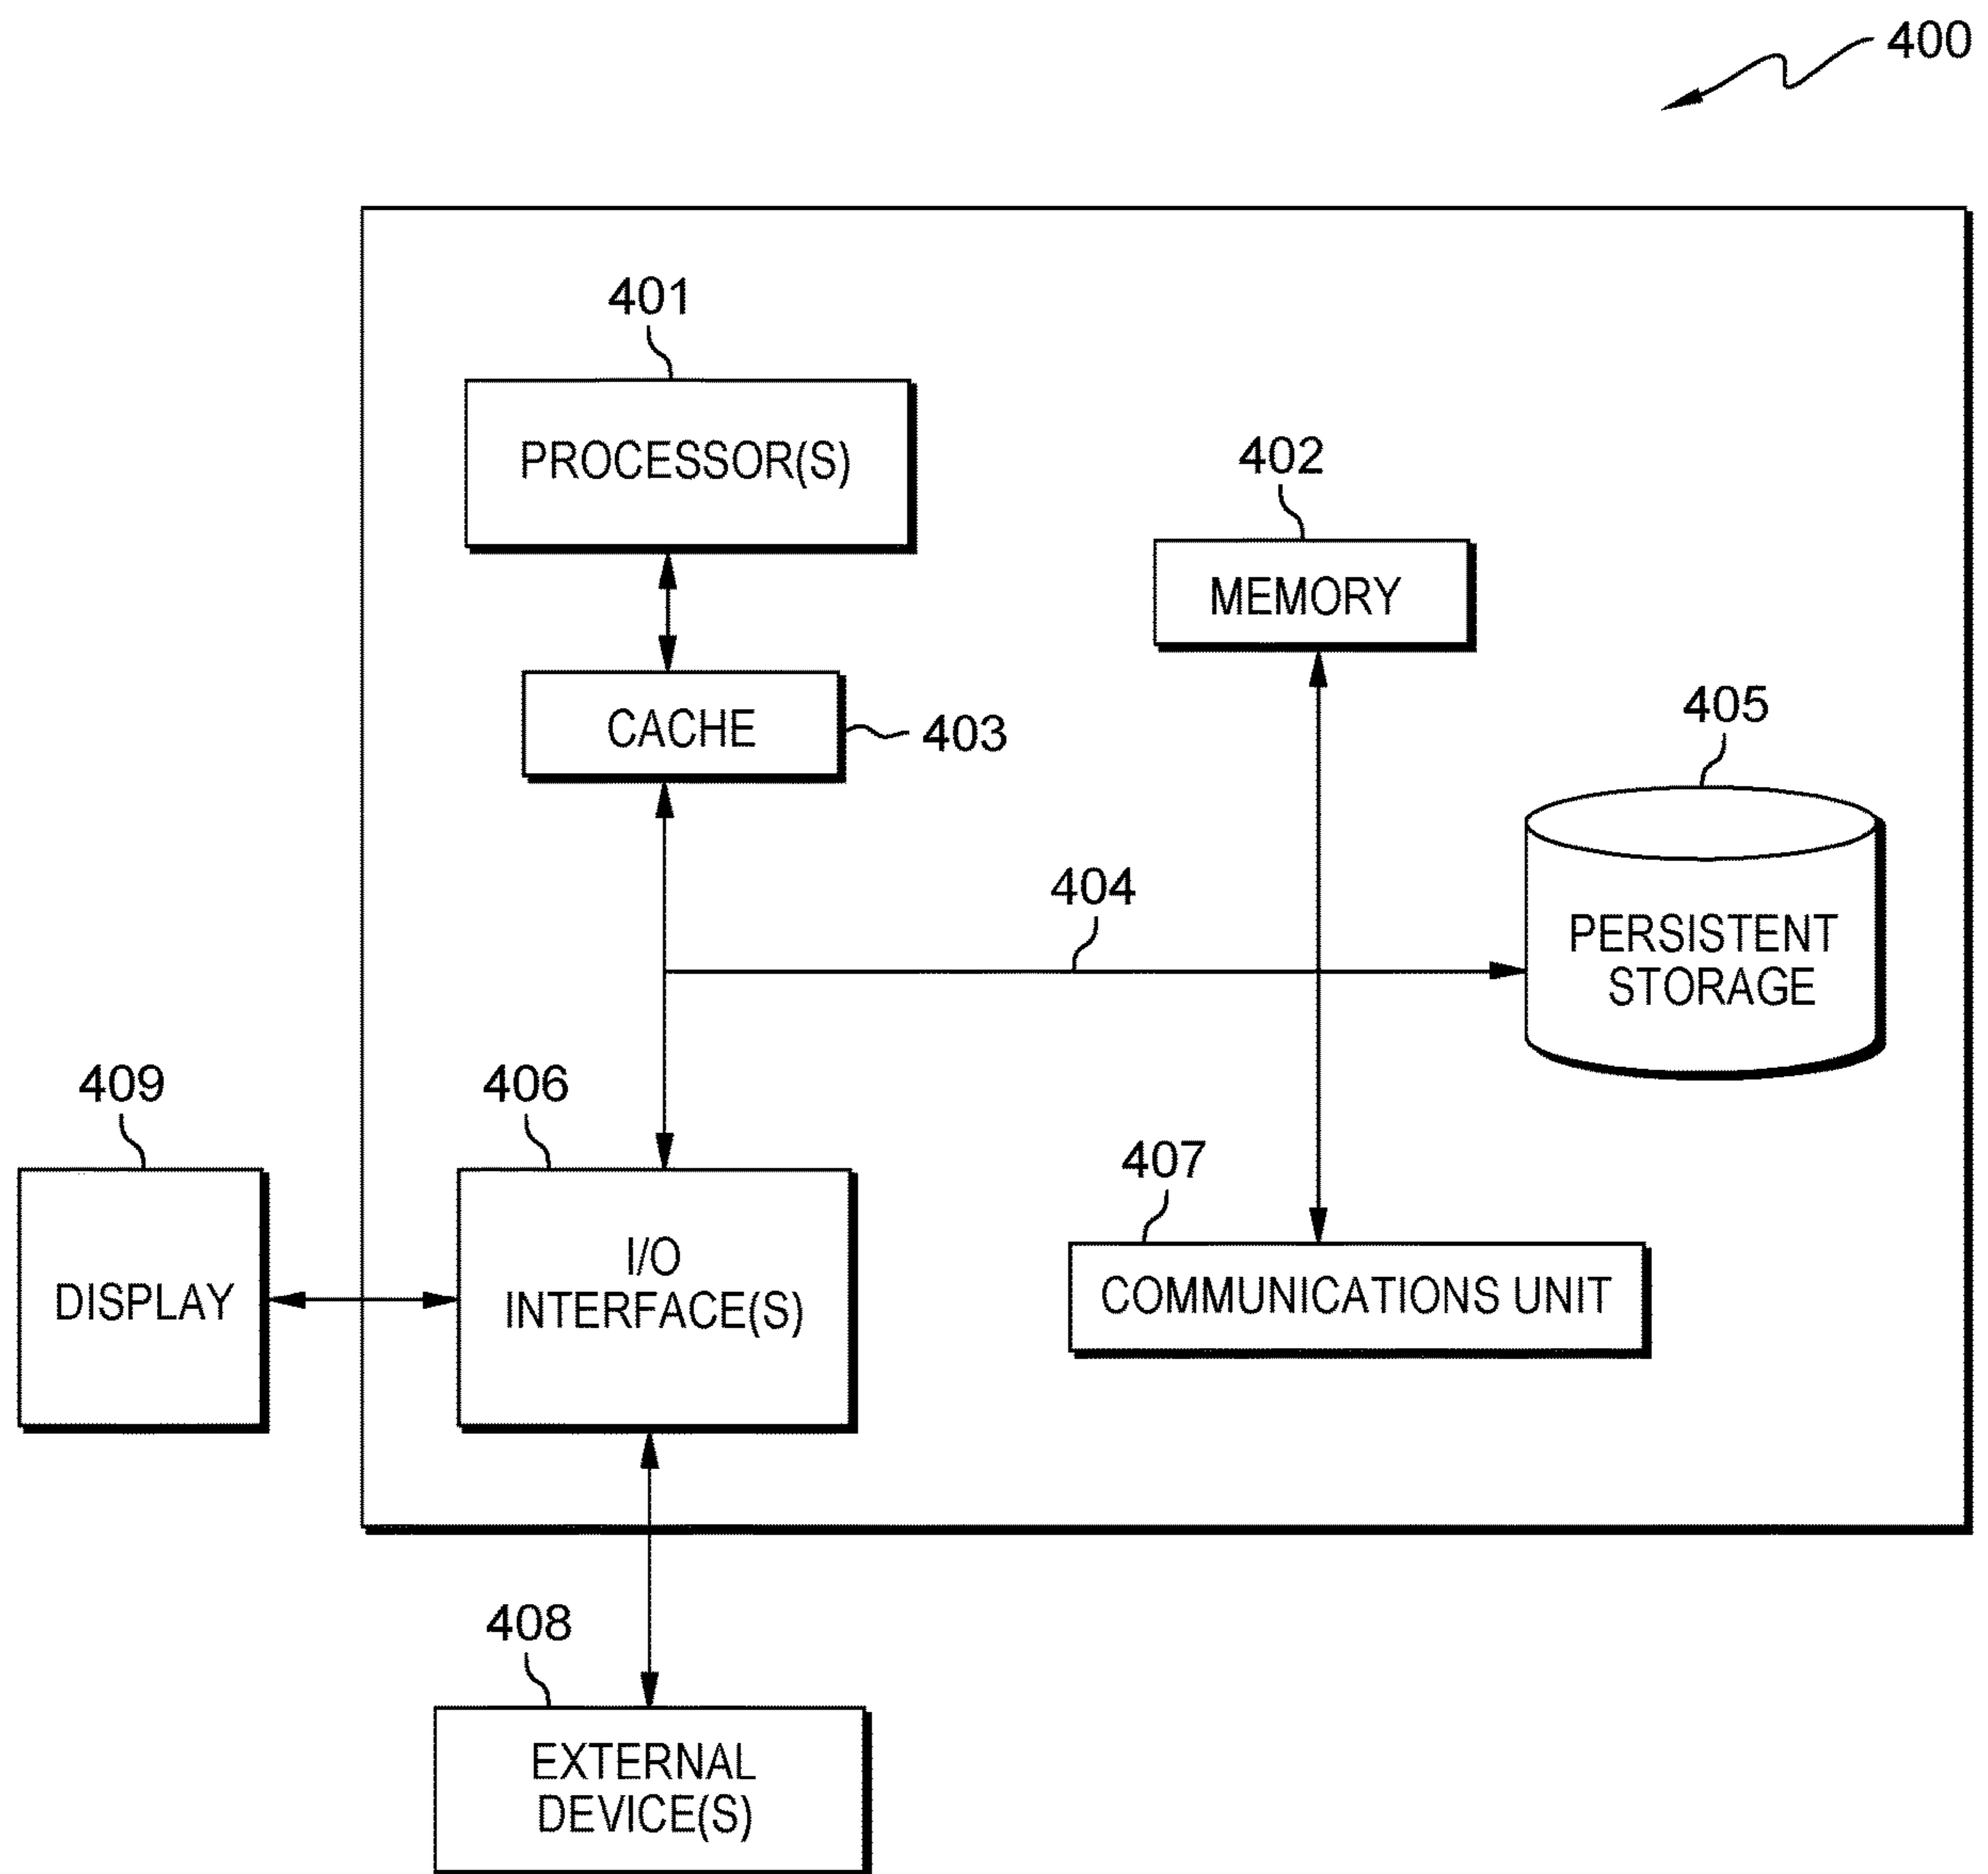 400
401
PROCESSOR(S)
402
MEMORY
CACHE
403
405
PERSISTENT
STORAGE
404
409
DISPLAY
406
I/O
INTERFACE(S)
407
COMMUNICATIONS UNIT
408
EXTERNAL
DEVICE(S)